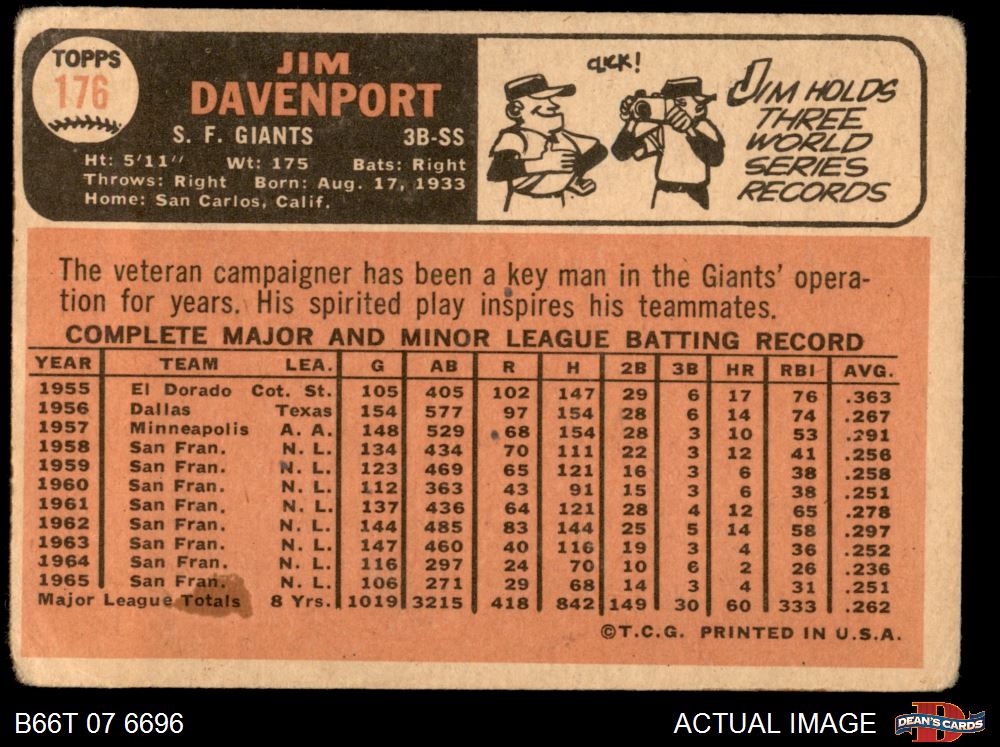 TOPPS
176
JIM
DAVENPORT
S. F. GIANTS 3B-SS
Ht: 5'11" Wt: 175 Bats: Right
Throws: Right Born: Aug. 17, 1933
Home: San Carlos, Calif.
CLICK!
JIM HOLDS
THREE
WORLD
SERIES
RECORDS
The veteran campaigner has been a key man in the Giants' opera-
tion for years. His spirited play inspires his teammates.
COMPLETE MAJOR AND MINOR LEAGUE BATTING RECORD
YEAR TEAM LEA. G AB R H 2B 3B HR RBI AVG.
1955 El Dorado Cot. St. 105 405 102 147 29 6 17 76 .363
1956 Dallas Texas 154 577 97 154 28 6 14 74 .267
1957 Minneapolis A. A. 148 529 68 154 28 3 10 53 .291
1958 San Fran. N. L. 134 434 70 111 22 3 12 41 .256
1959 San Fran. N. L. 123 469 65 121 16 3 6 38 .258
1960 San Fran. N. L. 112 363 43 91 15 3 6 38 .251
1961 San Fran. N. L. 137 436 64 121 28 4 12 65 .278
1962 San Fran. N. L. 144 485 83 144 25 5 14 58 .297
1963 San Fran. N. L. 147 460 40 116 19 3 4 36 .252
1964 San Fran. N. L. 116 297 24 70 10 6 2 26 .236
1965 San Fran. N. L. 106 271 29 68 14 3 4 31 .251
Major League Totals 8 Yrs. 1019 3215 418 842 149 30 60 333 .262
©T.C.G. PRINTED IN U.S.A.
B66T 07 6696
ACTUAL IMAGE
DEAN'S CARDS